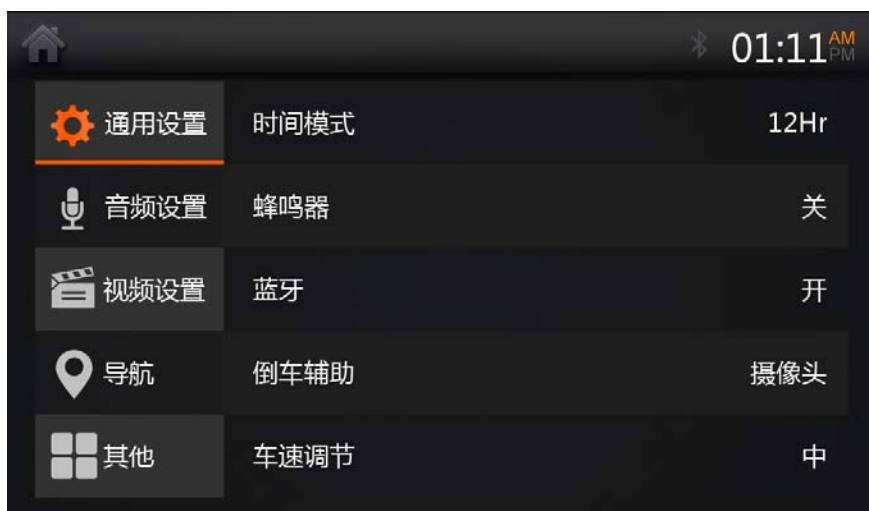 01:11 AM
PM
通用设置 时间模式 12Hr
音频设置 蜂鸣器 关
视频设置 蓝牙 开
导航 倒车辅助 摄像头
其他 车速调节 中